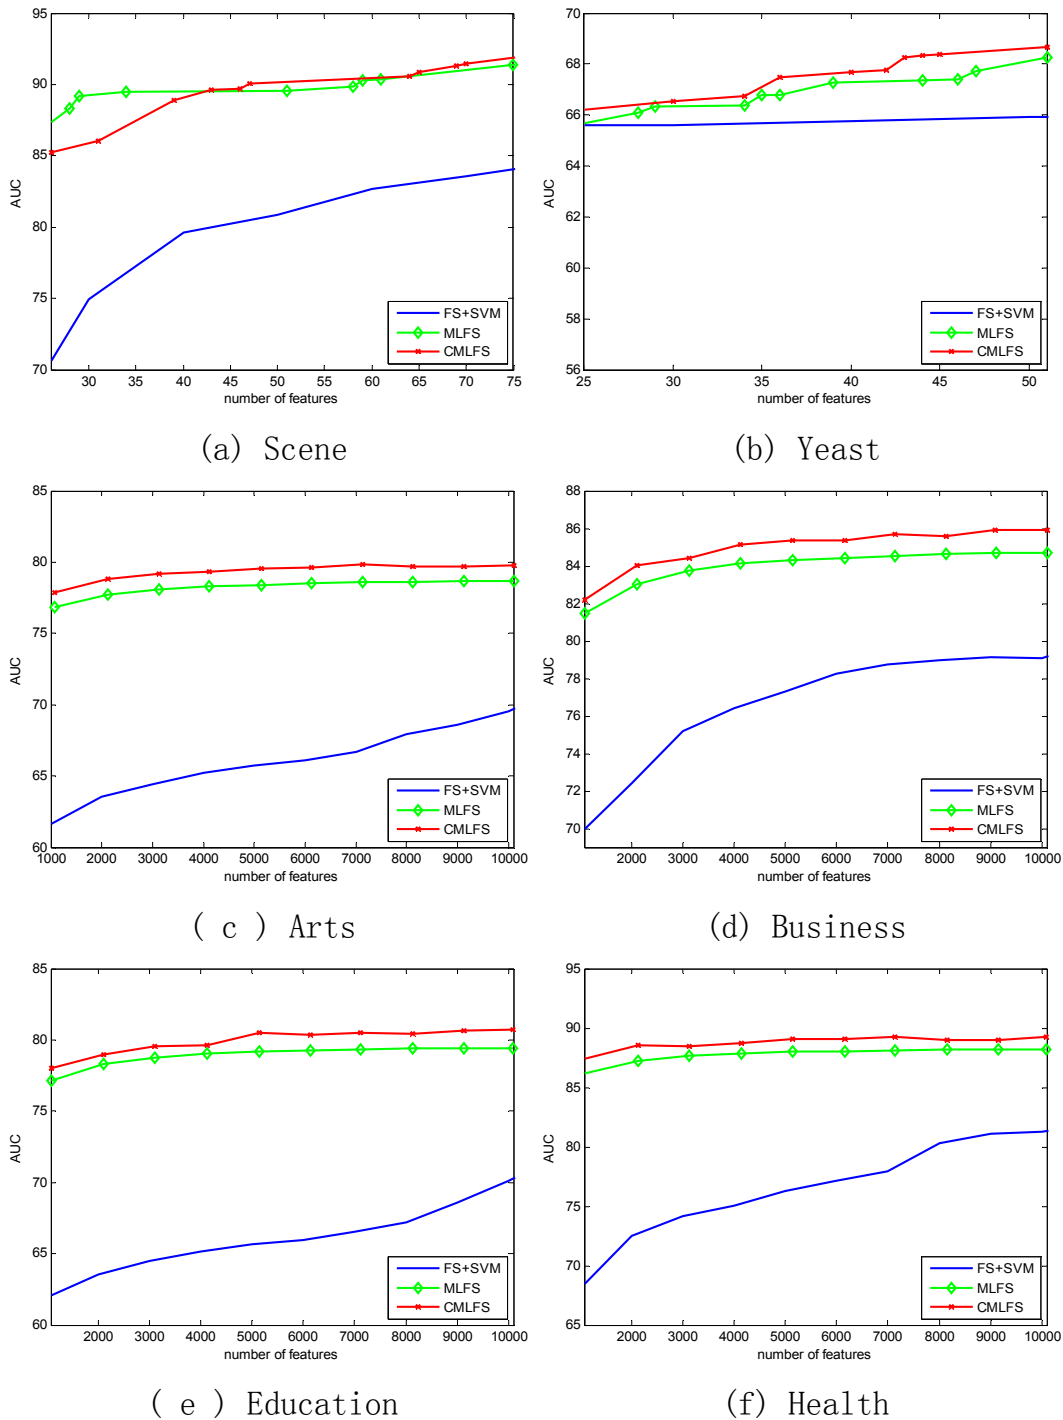 95
90
85
80
75
70
AUC
30
35
40
45
50
55
60
65
70
75
number of features
FS+SVM
MLFS
CMLFS
(a) Scene
70
68
66
64
62
60
58
56
AUC
25
30
35
40
45
50
number of features
FS+SVM
MLFS
CMLFS
(b) Yeast
85
80
75
70
65
60
AUC
1000
2000
3000
4000
5000
6000
7000
8000
9000
10000
number of features
FS+SVM
MLFS
CMLFS
( c ) Arts
88
86
84
82
80
78
76
74
72
70
AUC
2000
3000
4000
5000
6000
7000
8000
9000
10000
number of features
FS+SVM
MLFS
CMLFS
(d) Business
85
80
75
70
65
60
AUC
2000
3000
4000
5000
6000
7000
8000
9000
10000
number of features
FS+SVM
MLFS
CMLFS
( e ) Education
95
90
85
80
75
70
65
AUC
2000
3000
4000
5000
6000
7000
8000
9000
10000
number of features
FS+SVM
MLFS
CMLFS
(f) Health